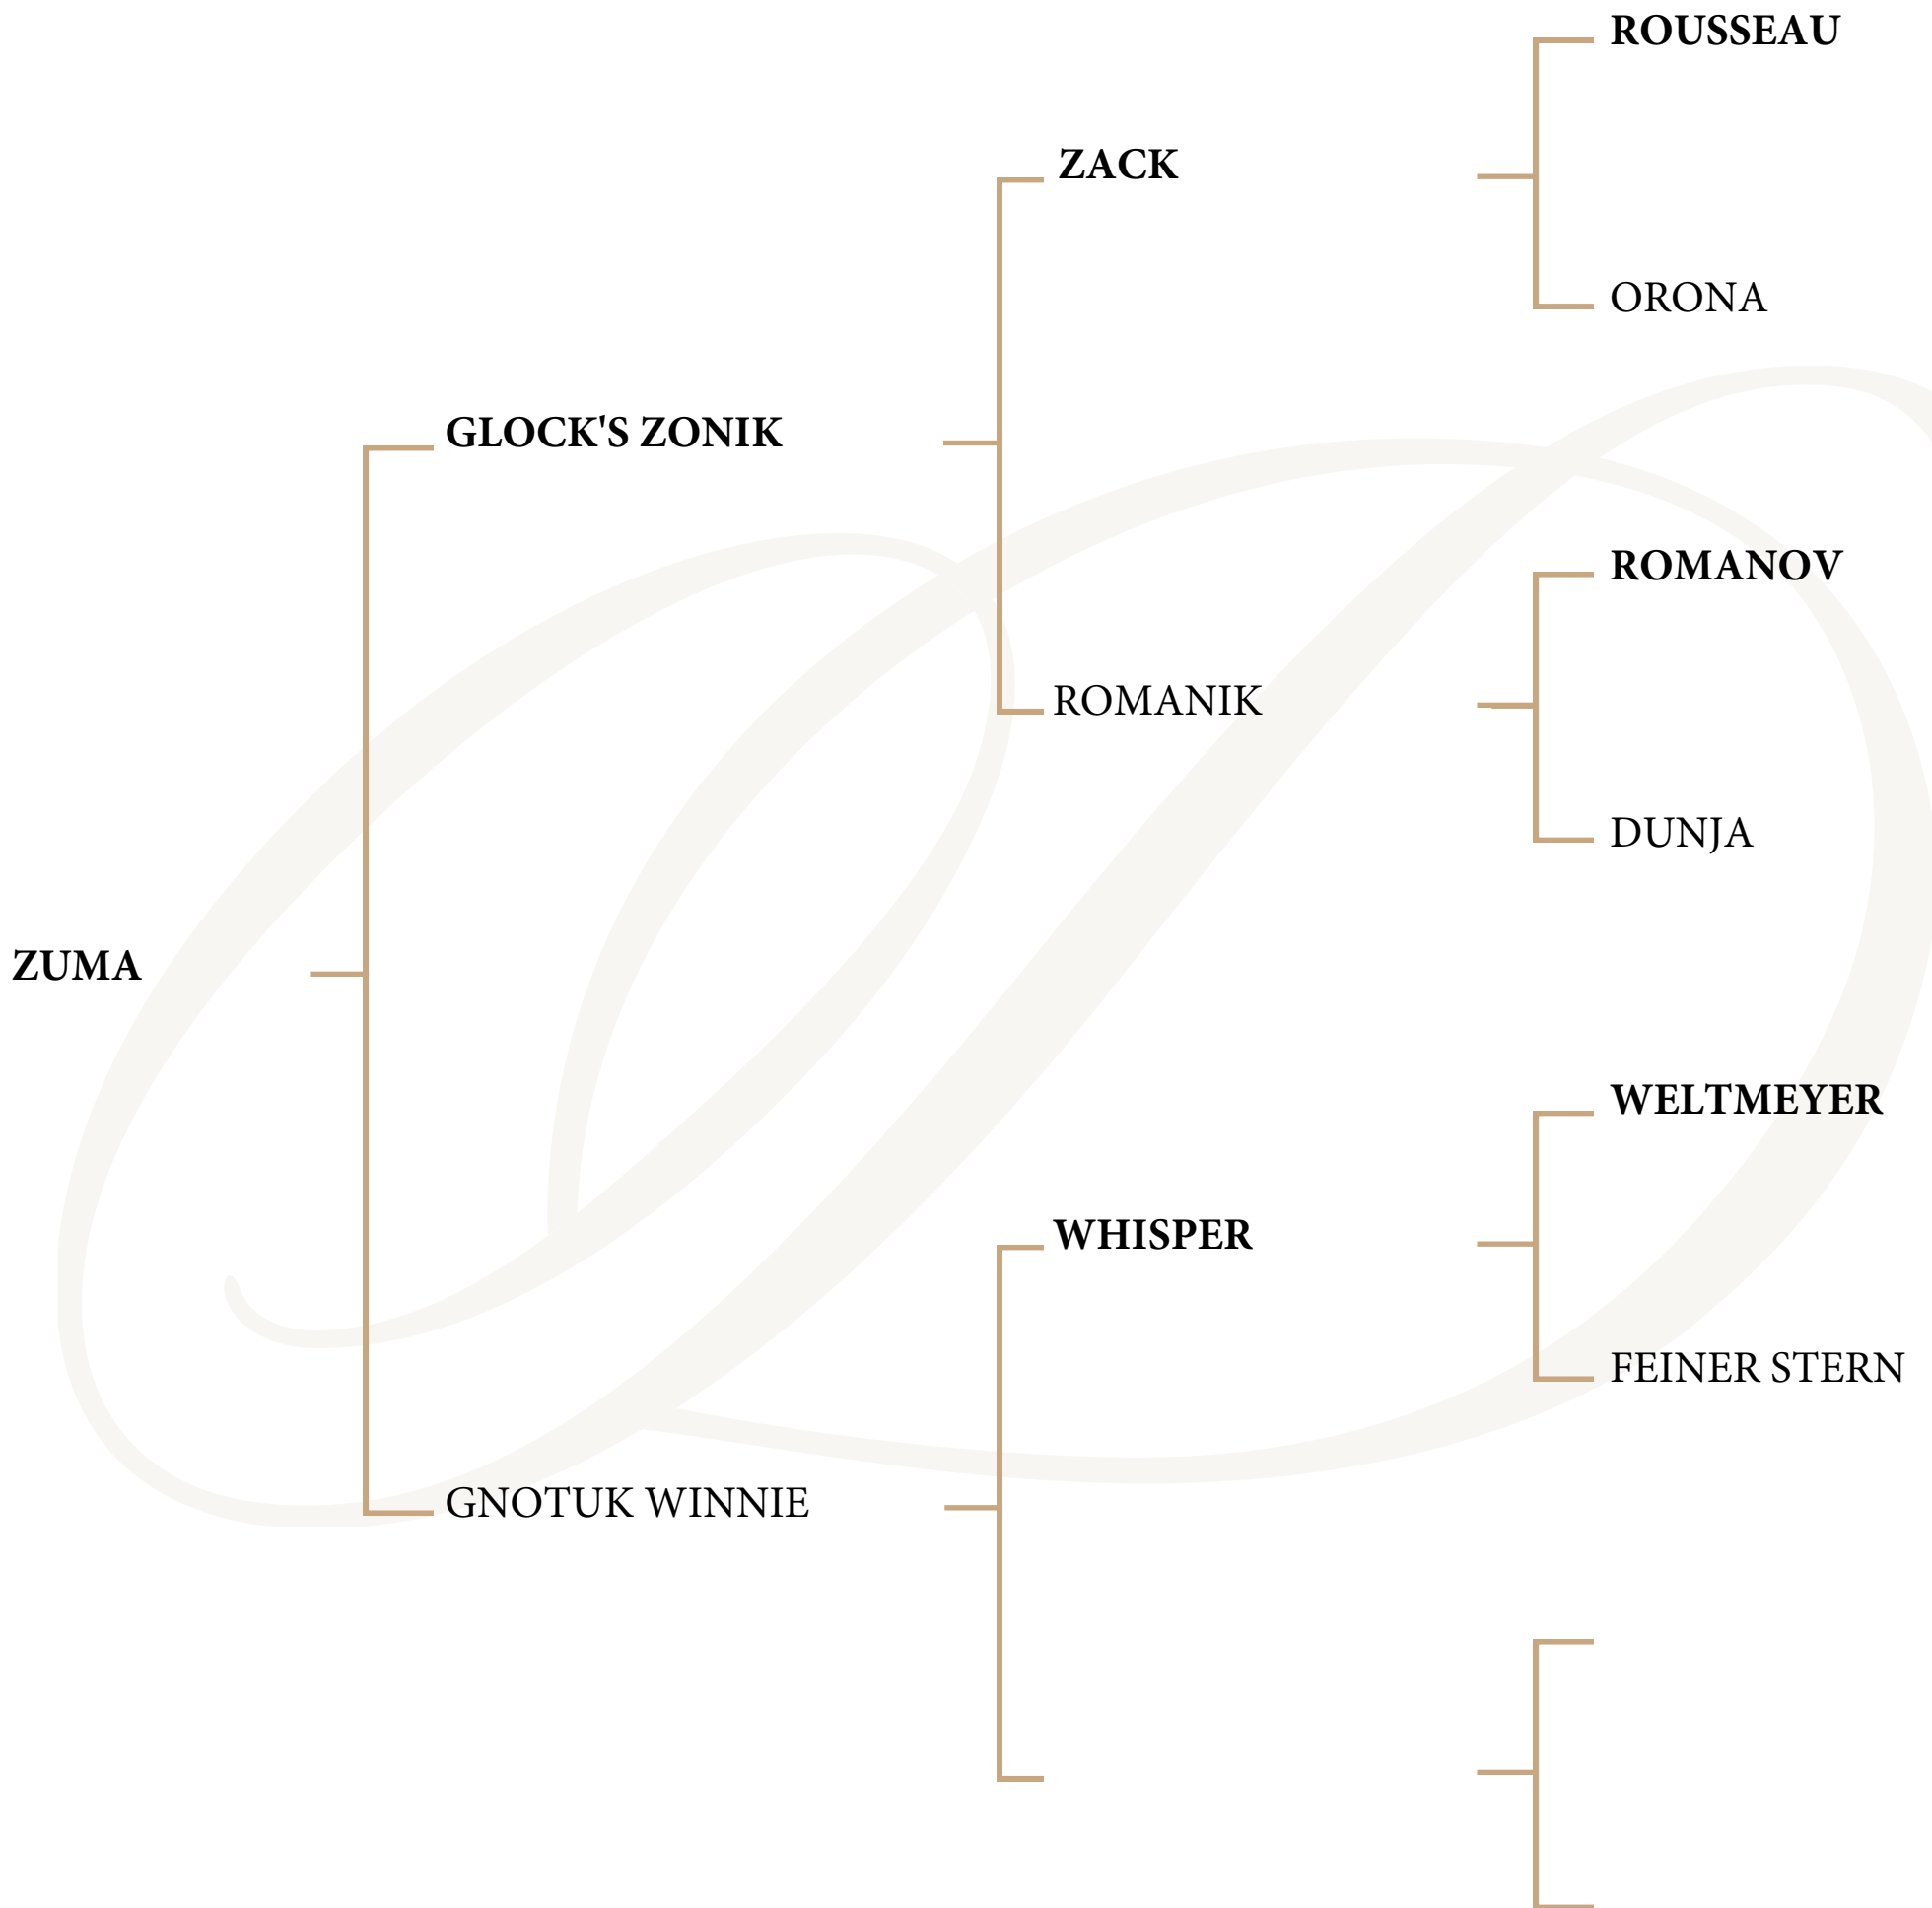 ROUSSEAU
ZACK
ORONA
GLOCK'S ZONIK
ROMANOV
ROMANIK
DUNJA
ZUMA
WELTMEYER
WHISPER
FEINER STERN
GNOTUK WINNIE